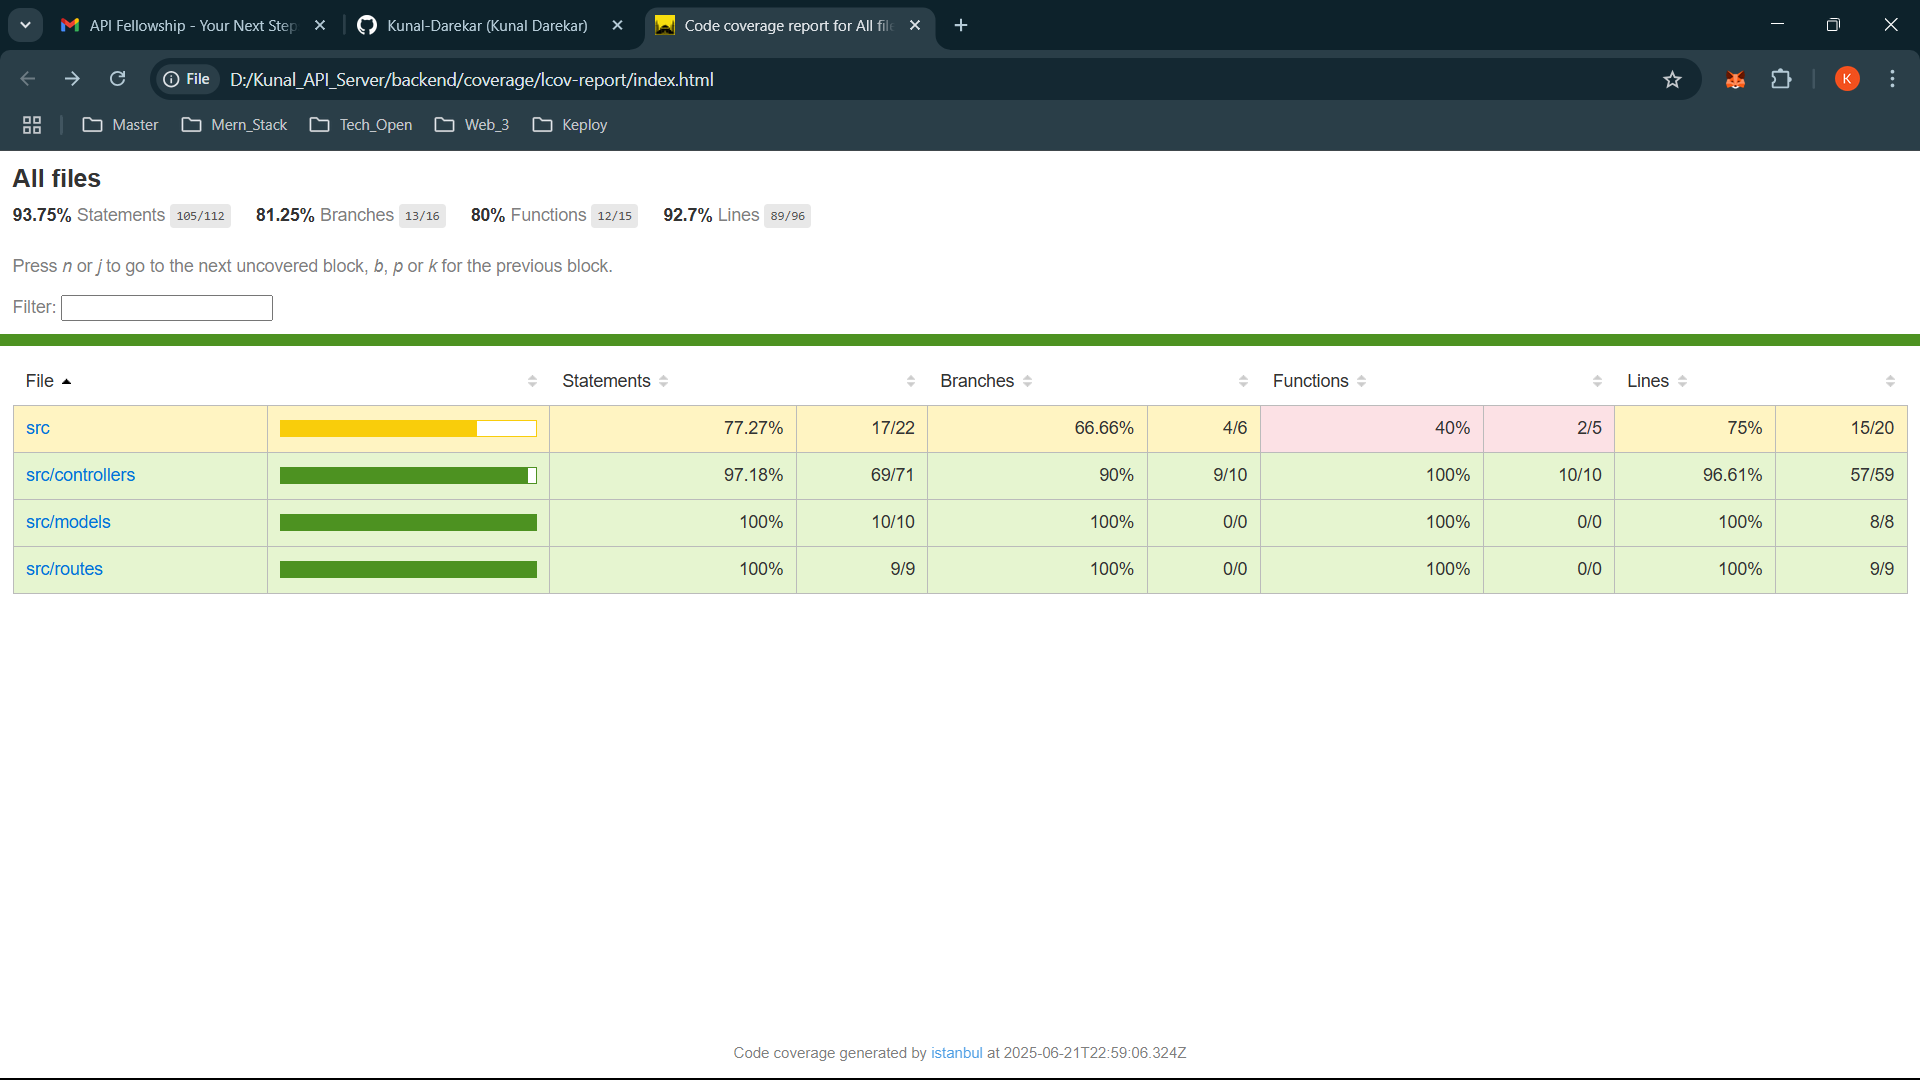 API Fellowship - Your Next Step
Kunal-Darekar (Kunal Darekar)
Code coverage report for All file
File D:/Kunal_API_Server/backend/coverage/lcov-report/index.html
K
Master Mern_Stack Tech_Open Web_3 Keploy
All files
93.75% Statements 105/112 81.25% Branches 13/16 80% Functions 12/15 92.7% Lines 89/96
Press n or j to go to the next uncovered block, b, p or k for the previous block.
Filter:
File Statements Branches Functions Lines
src 77.27% 17/22 66.66% 4/6 40% 2/5 75% 15/20
src/controllers 97.18% 69/71 90% 9/10 100% 10/10 96.61% 57/59
src/models 100% 10/10 100% 0/0 100% 0/0 100% 8/8
src/routes 100% 9/9 100% 0/0 100% 0/0 100% 9/9
Code coverage generated by istanbul at 2025-06-21T22:59:06.324Z